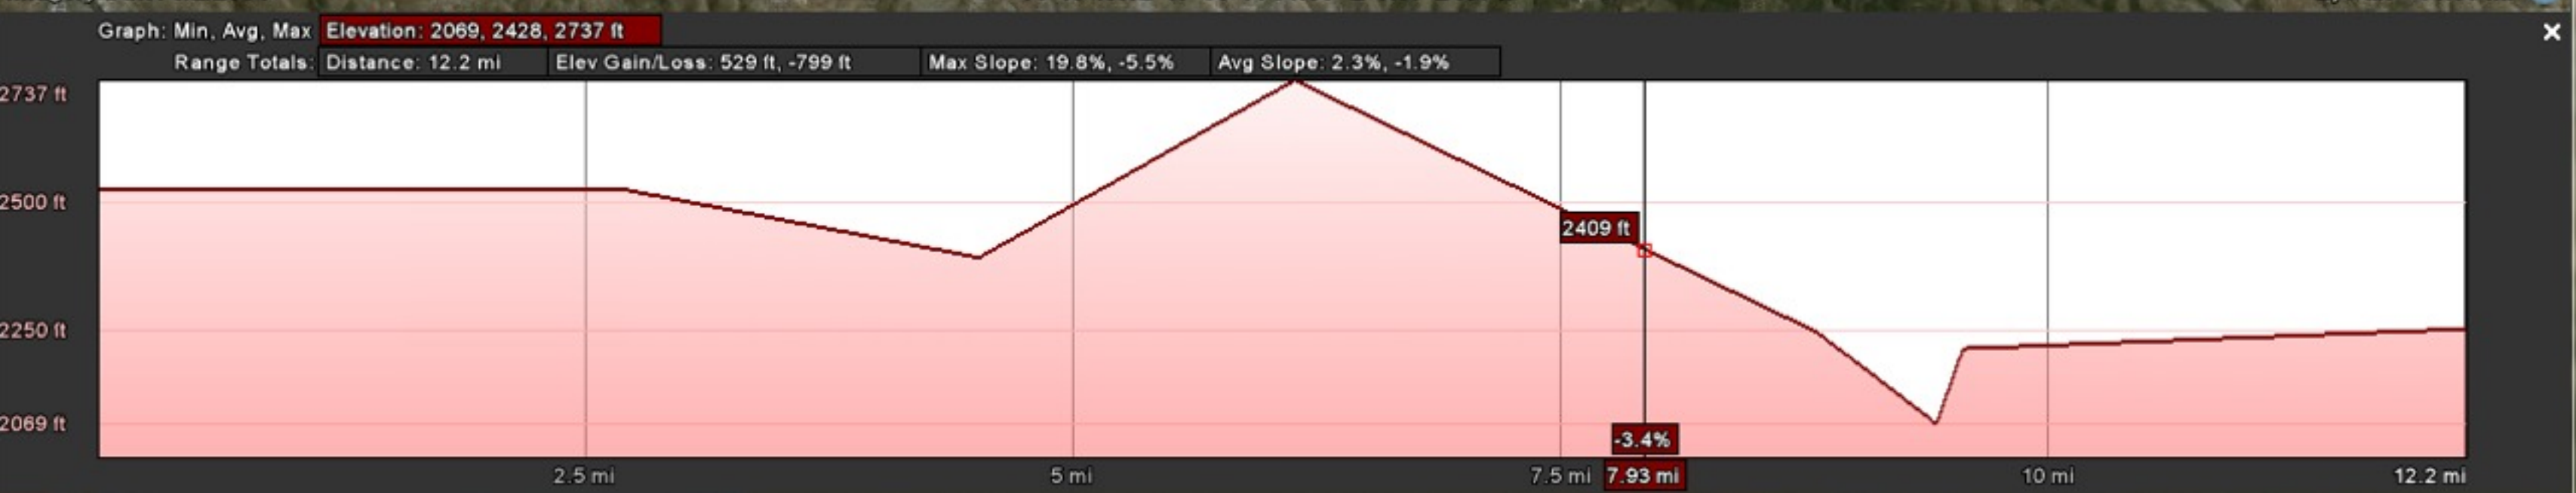 Graph: Min, Avg, Max Elevation: 2069, 2428, 2737 ft
Range Totals: Distance: 12.2 mi Elev Gain/Loss: 529 ft, -799 ft Max Slope: 19.8%, -5.5% Avg Slope: 2.3%, -1.9%
2737 ft
2500 ft
2409 ft
2250 ft
2069 ft
-3.4%
2.5 mi 5 mi 7.5 mi 7.93 mi 10 mi 12.2 mi